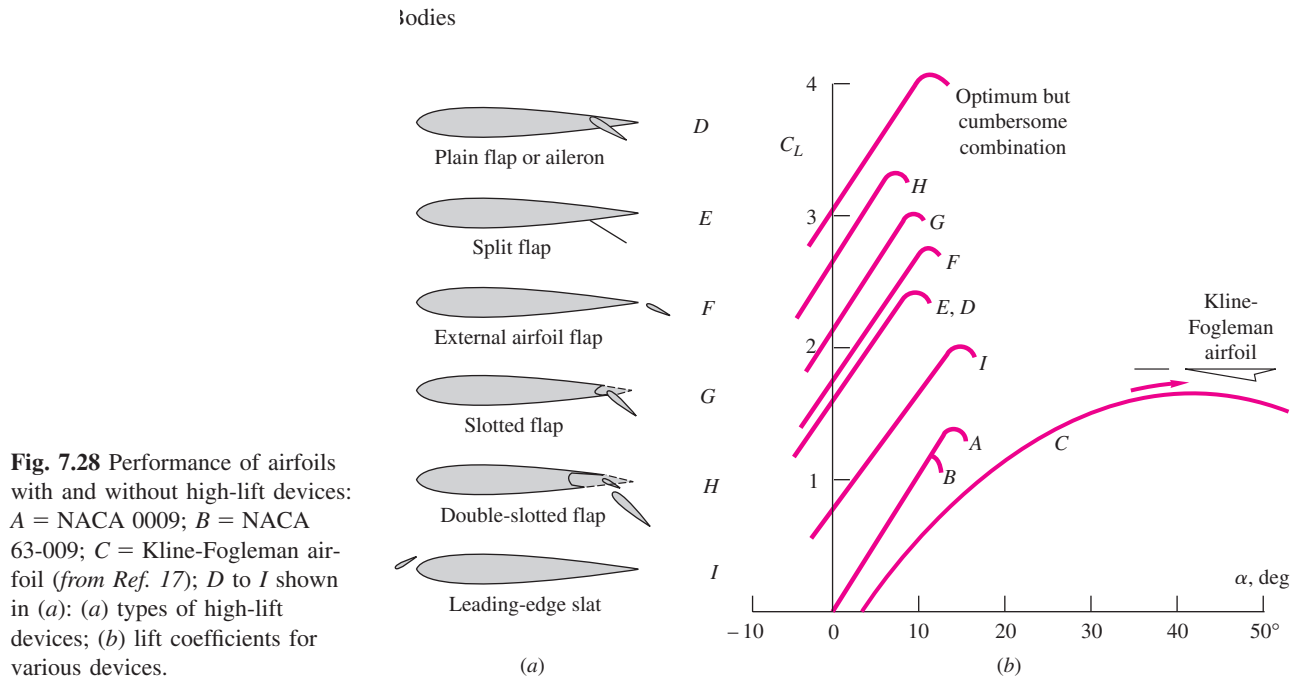 Bodies
D
Plain flap or aileron
E
Split flap
F
External airfoil flap
G
Slotted flap
H
Double-slotted flap
I
Leading-edge slat
(a)
4
3
2
1
C_L
Optimum but
cumbersome
combination
H
G
F
E, D
I
A
B
C
Kline-
Fogleman
airfoil
α, deg
–10
0
10
20
30
40
50°
(b)
Fig. 7.28 Performance of airfoils
with and without high-lift devices:
A = NACA 0009; B = NACA
63-009; C = Kline-Fogleman air-
foil (from Ref. 17); D to I shown
in (a): (a) types of high-lift
devices; (b) lift coefficients for
various devices.